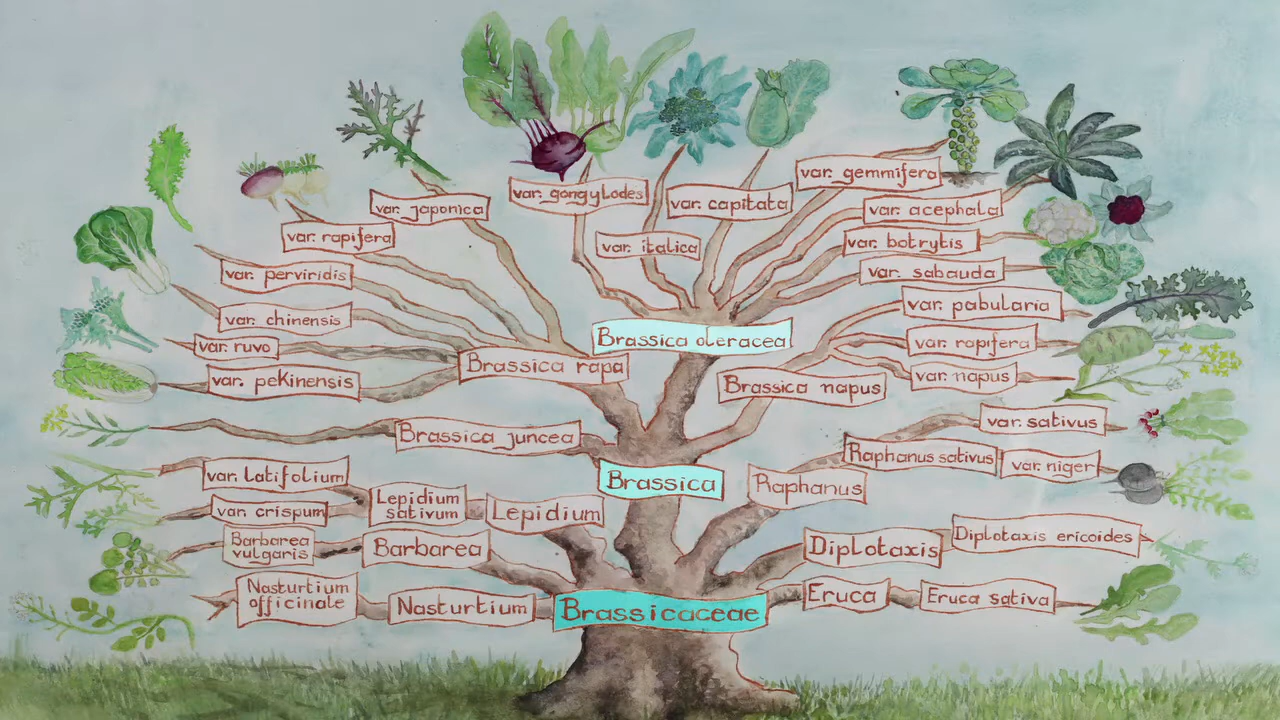 var. gemmifera
var. japonica
var. gongylodes
var. capitata
var. acephala
var. rapifera
var. italica
var. botrytis
var. perviridis
var. sabauda
var. pabularia
var. chinensis
var. ruvo
Brassica oleracea
var. rapifera
Brassica rapa
var. pekinensis
Brassica napus
var. napus
Brassica juncea
var. sativus
Raphanus sativus
var. niger
var. latifolium
Brassica
Raphanus
var. crispum
Lepidium
sativum
Lepidium
Barbarea
vulgaris
Barbarea
Diplotaxis
Diplotaxis ericoides
Nasturtium
officinale
Nasturtium
Brassicaceae
Eruca
Eruca sativa